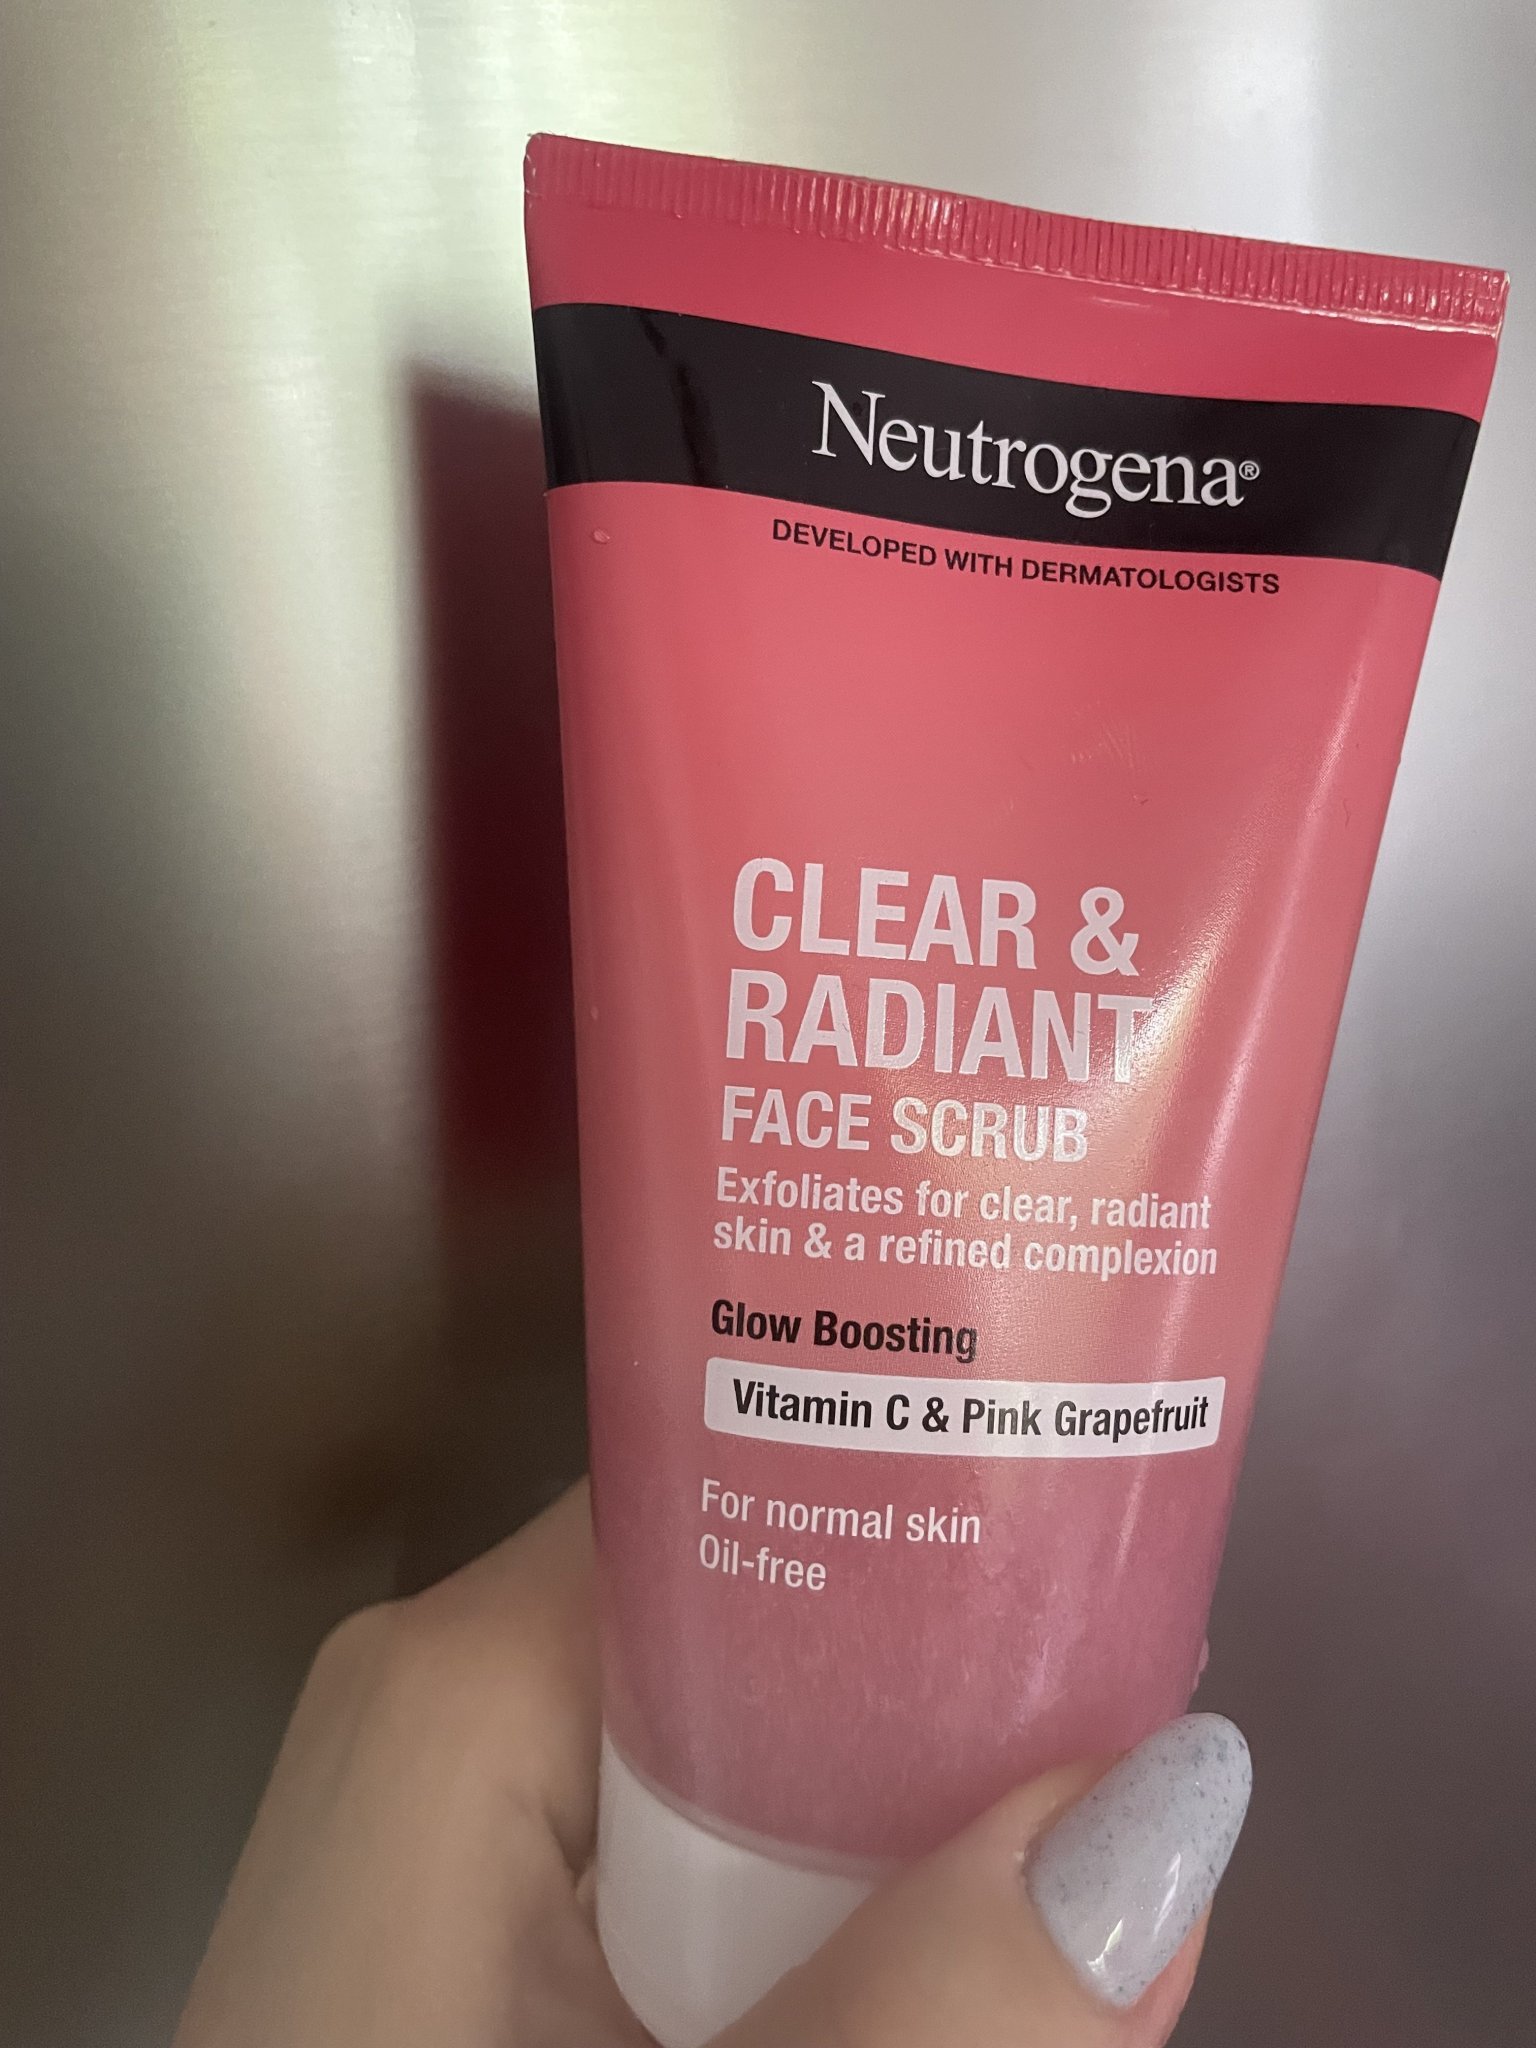 Neutrogena®
DEVELOPED WITH DERMATOLOGISTS
CLEAR &
RADIANT
FACE SCRUB
Exfoliates for clear, radiant
skin & a refined complexion
Glow Boosting
Vitamin C & Pink Grapefruit
For normal skin
Oil-free